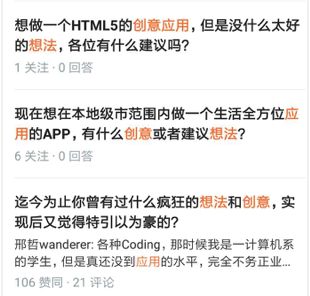 想做一个HTML5的创意应用，但是没什么太好
的想法，各位有什么建议吗？
1 关注 · 0 回答
现在想在本地级市范围内做一个生活全方位应
用的APP，有什么创意或者建议想法？
6 关注 · 0 回答
迄今为止你曾有过什么疯狂的想法和创意，实
现后又觉得特引以为豪的？
那哲wanderer: 各种Coding，那时候我是一计算机系
的学生，但是真还没到应用的水平，完全不务正业...
106 赞同 · 21 评论